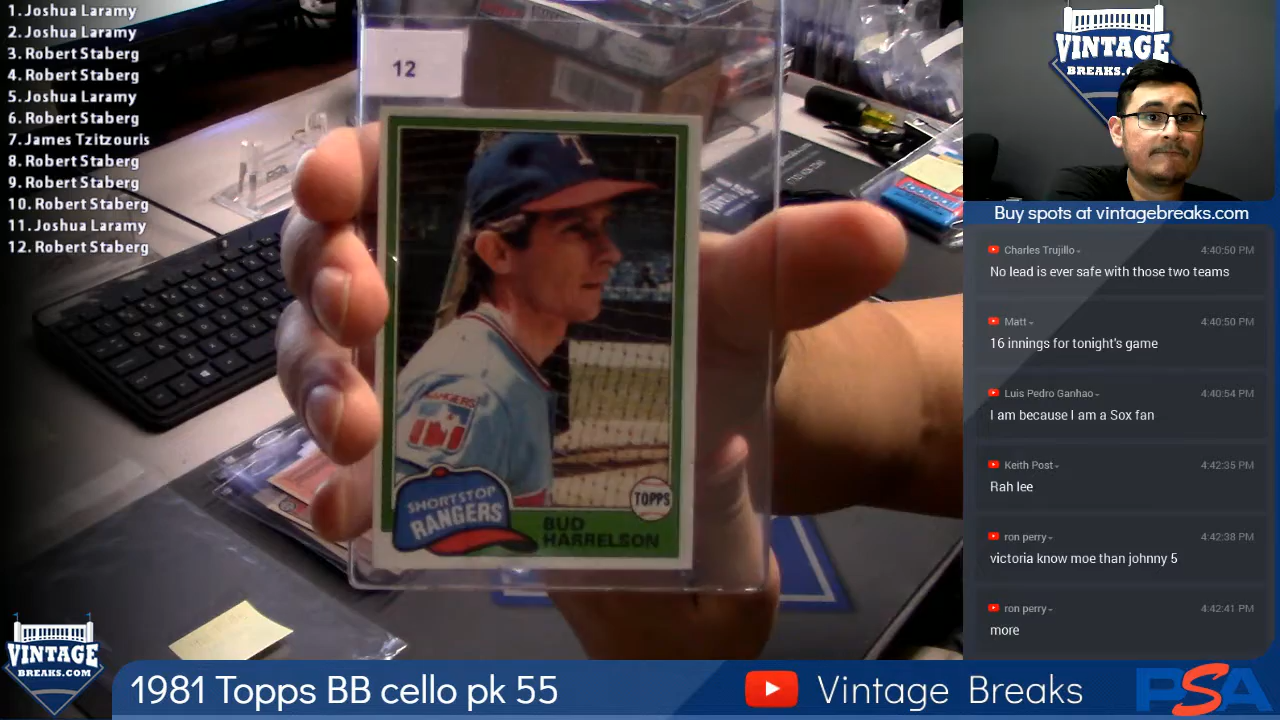 1. Joshua Laramy
2. Joshua Laramy
3. Robert Staberg
4. Robert Staberg
5. Joshua Laramy
6. Robert Staberg
7. James Tzitzouris
8. Robert Staberg
9. Robert Staberg
10. Robert Staberg
11. Joshua Laramy
12. Robert Staberg
12
T
RANGERS
SHORTSTOP
RANGERS
BUD
HARRELSON
TOPPS
VINTAGE
BREAKS.C
Buy spots at vintagebreaks.com
Charles Trujillo 4:40:50 PM
No lead is ever safe with those two teams
Matt 4:40:50 PM
16 innings for tonight's game
Luis Pedro Ganhao 4:40:54 PM
I am because I am a Sox fan
Keith Post 4:42:35 PM
Rah lee
ron perry 4:42:38 PM
victoria know moe than johnny 5
ron perry 4:42:41 PM
more
VINTAGE
BREAKS.COM
1981 Topps BB cello pk 55
Vintage Breaks
PSA